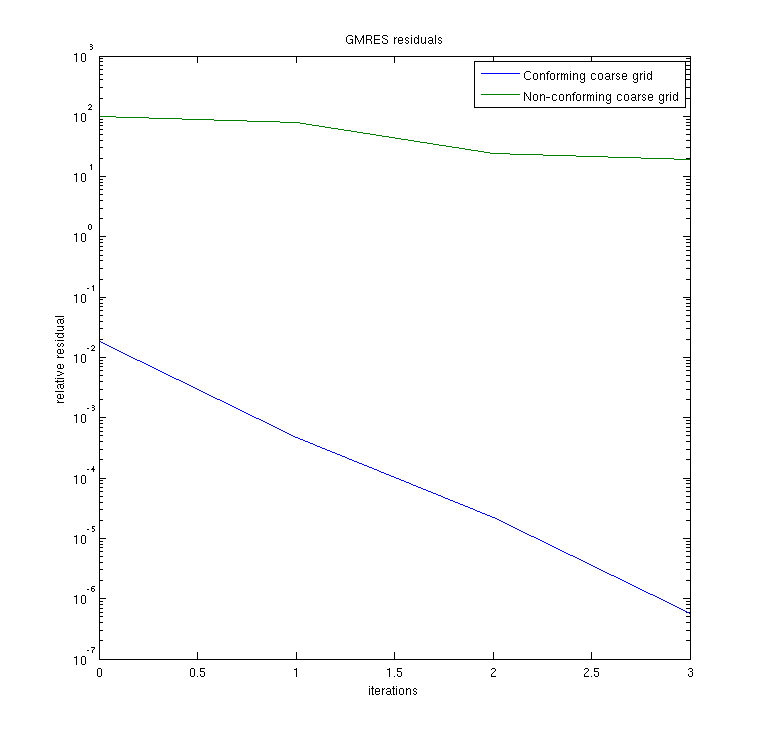 GMRES residuals
Conforming coarse grid
Non-conforming coarse grid
10^3
10^2
10^1
10^0
10^-1
10^-2
10^-3
10^-4
10^-5
10^-6
10^-7
relative residual
0 0.5 1 1.5 2 2.5 3
iterations